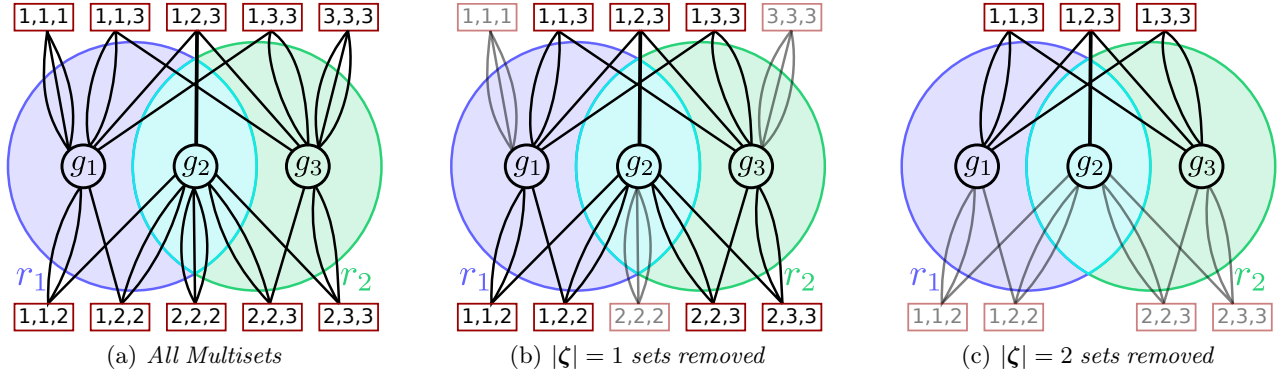 1,1,1 1,1,3 1,2,3 1,3,3 3,3,3
g1 g2 g3
r1 r2
1,1,2 1,2,2 2,2,2 2,2,3 2,3,3
(a) All Multisets
1,1,1 1,1,3 1,2,3 1,3,3 3,3,3
g1 g2 g3
r1 r2
1,1,2 1,2,2 2,2,2 2,2,3 2,3,3
(b) |ζ| = 1 sets removed
1,1,3 1,2,3 1,3,3
g1 g2 g3
r1 r2
1,1,2 1,2,2 2,2,3 2,3,3
(c) |ζ| = 2 sets removed